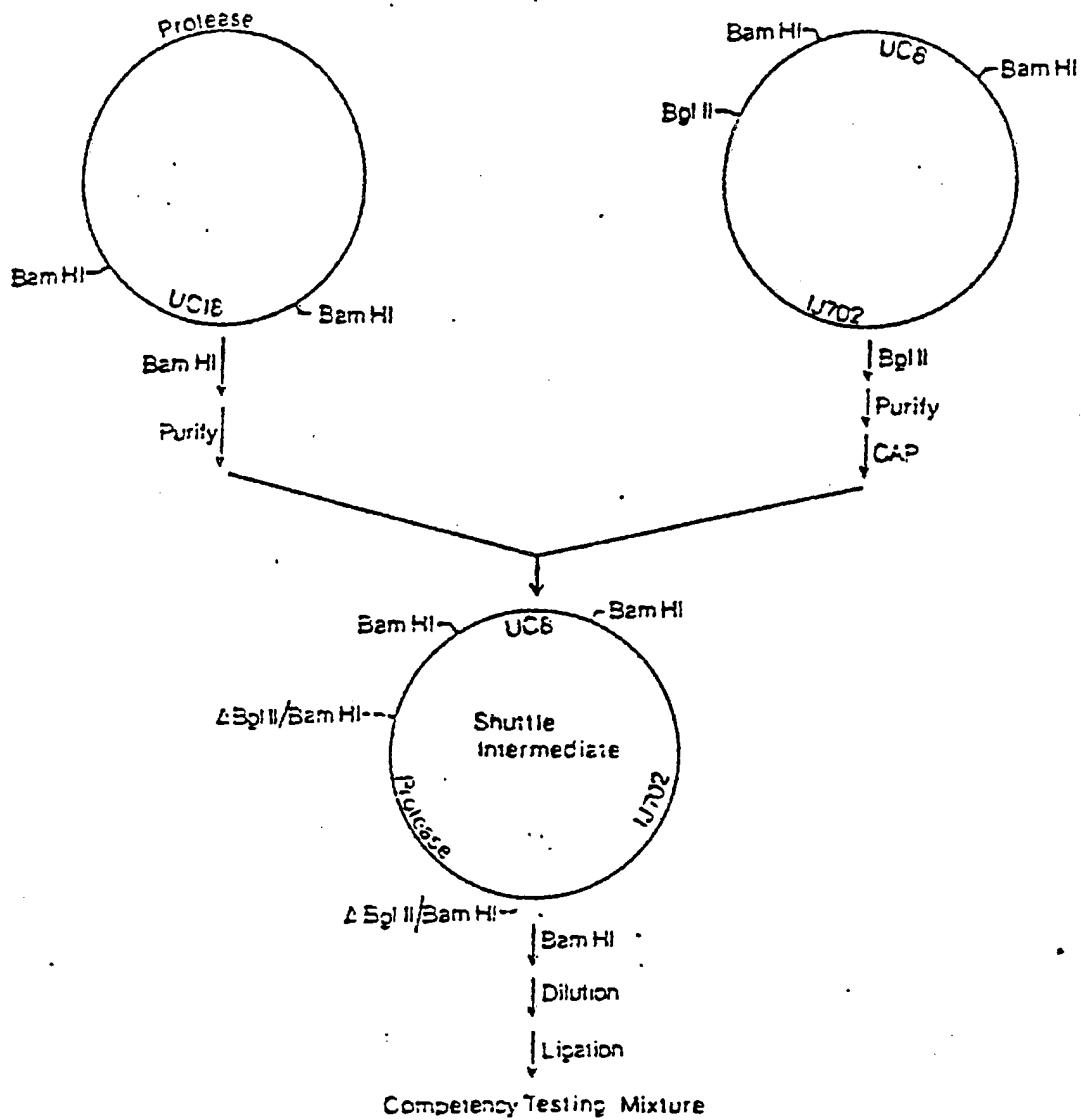 Protease
Bam HI
UC18
Bam HI
Bam HI
Purify
Bam HI
UC8
Bam HI
Bgl II
IJ702
Bgl II
Purify
CAP
Bam HI
UC8
Bam HI
Δ Bgl II/Bam HI
Shuttle
Intermediate
Protease
IJ702
Δ Bgl II/Bam HI
Bam HI
Dilution
Ligation
Competency Testing Mixture